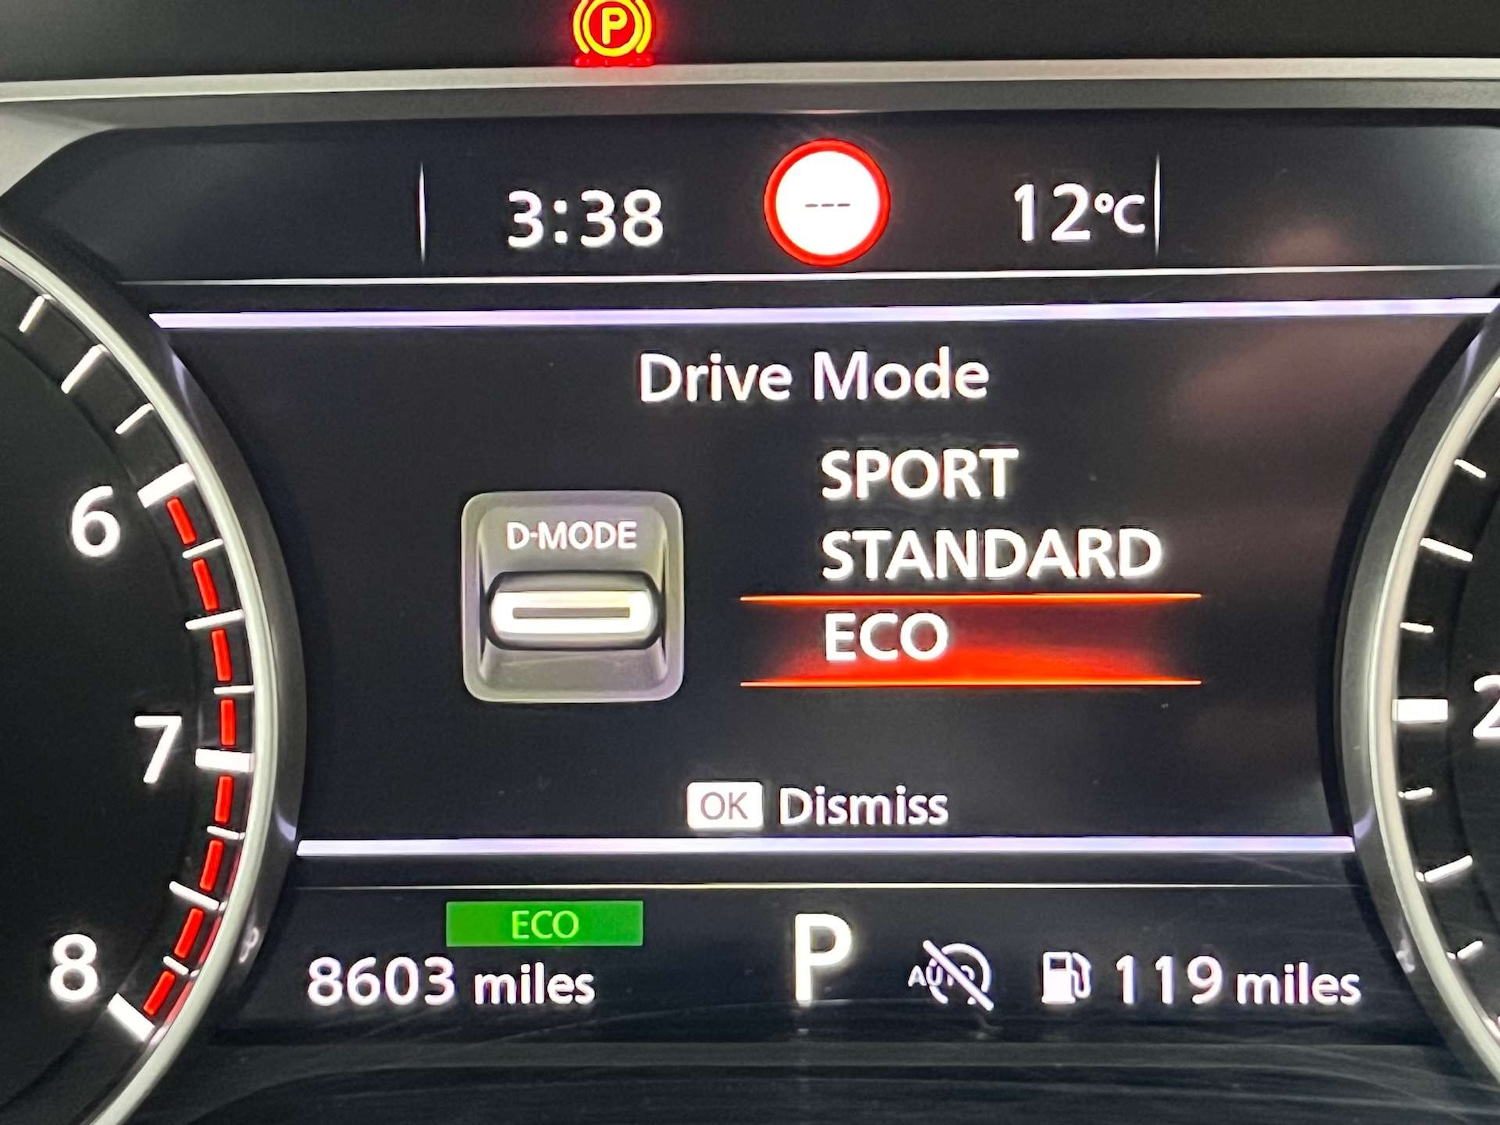 P
3:38
---
12°C
Drive Mode
SPORT
D-MODE
STANDARD
ECO
6
7
8
2
OK Dismiss
ECO
8603 miles
P
AUTO
119 miles